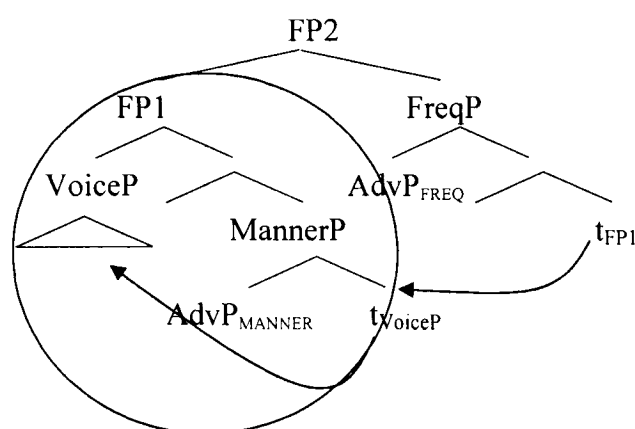 FP2
FP1 FreqP
VoiceP AdvP_FREQ
MannerP t_FP1
AdvP_MANNER t_VoiceP